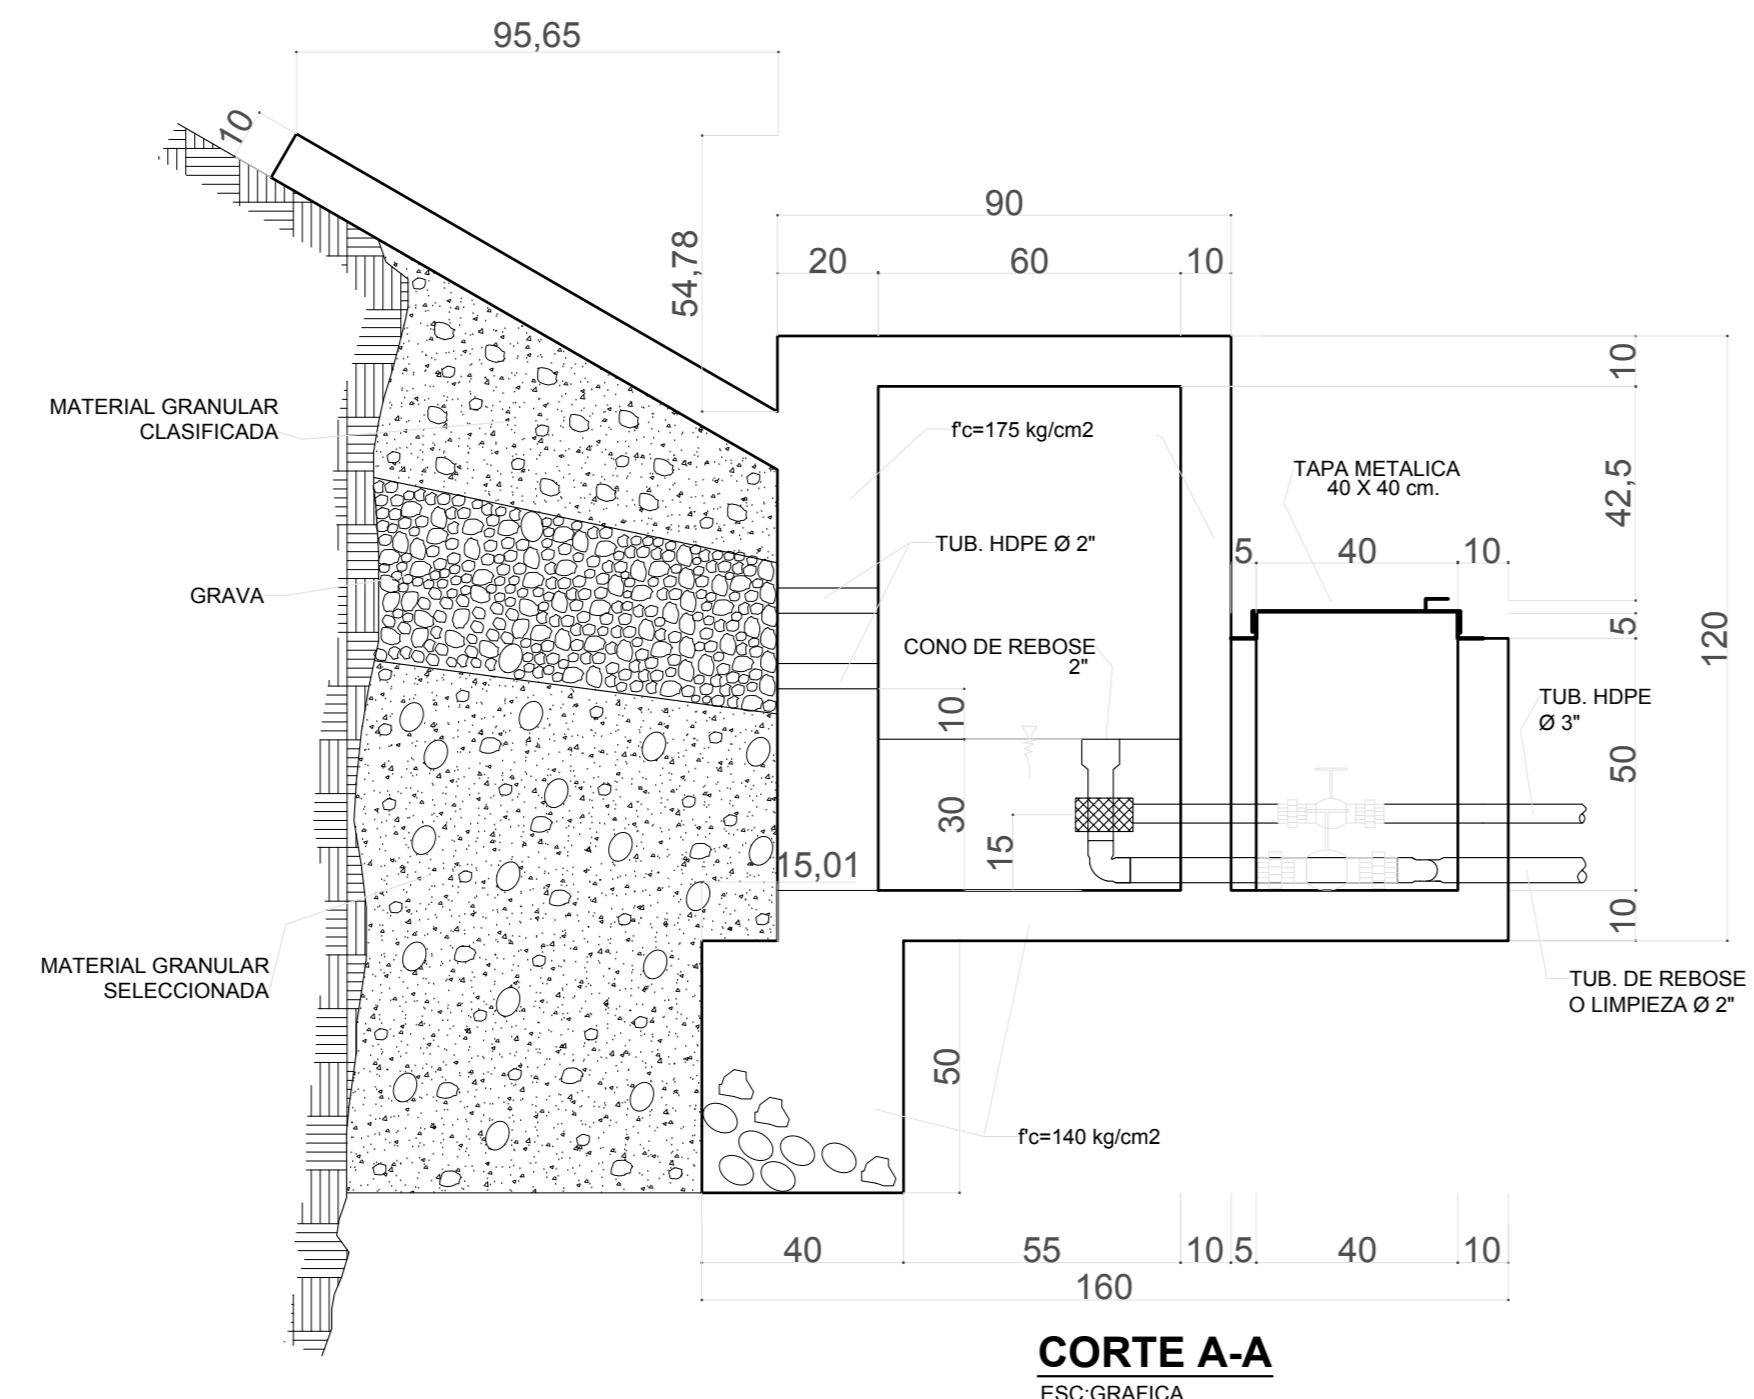 95,65
10
54,78
90
20
60
10
10
MATERIAL GRANULAR
CLASIFICADA
f'c=175 kg/cm2
TAPA METALICA
40 X 40 cm.
42,5
TUB. HDPE Ø 2"
5
40
10
GRAVA
5
120
CONO DE REBOSE
2"
TUB. HDPE
Ø 3"
10
50
30
15
15,01
10
MATERIAL GRANULAR
SELECCIONADA
TUB. DE REBOSE
O LIMPIEZA Ø 2"
50
f'c=140 kg/cm2
40
55
10
5
40
10
160
CORTE A-A
ESC:GRAFICA